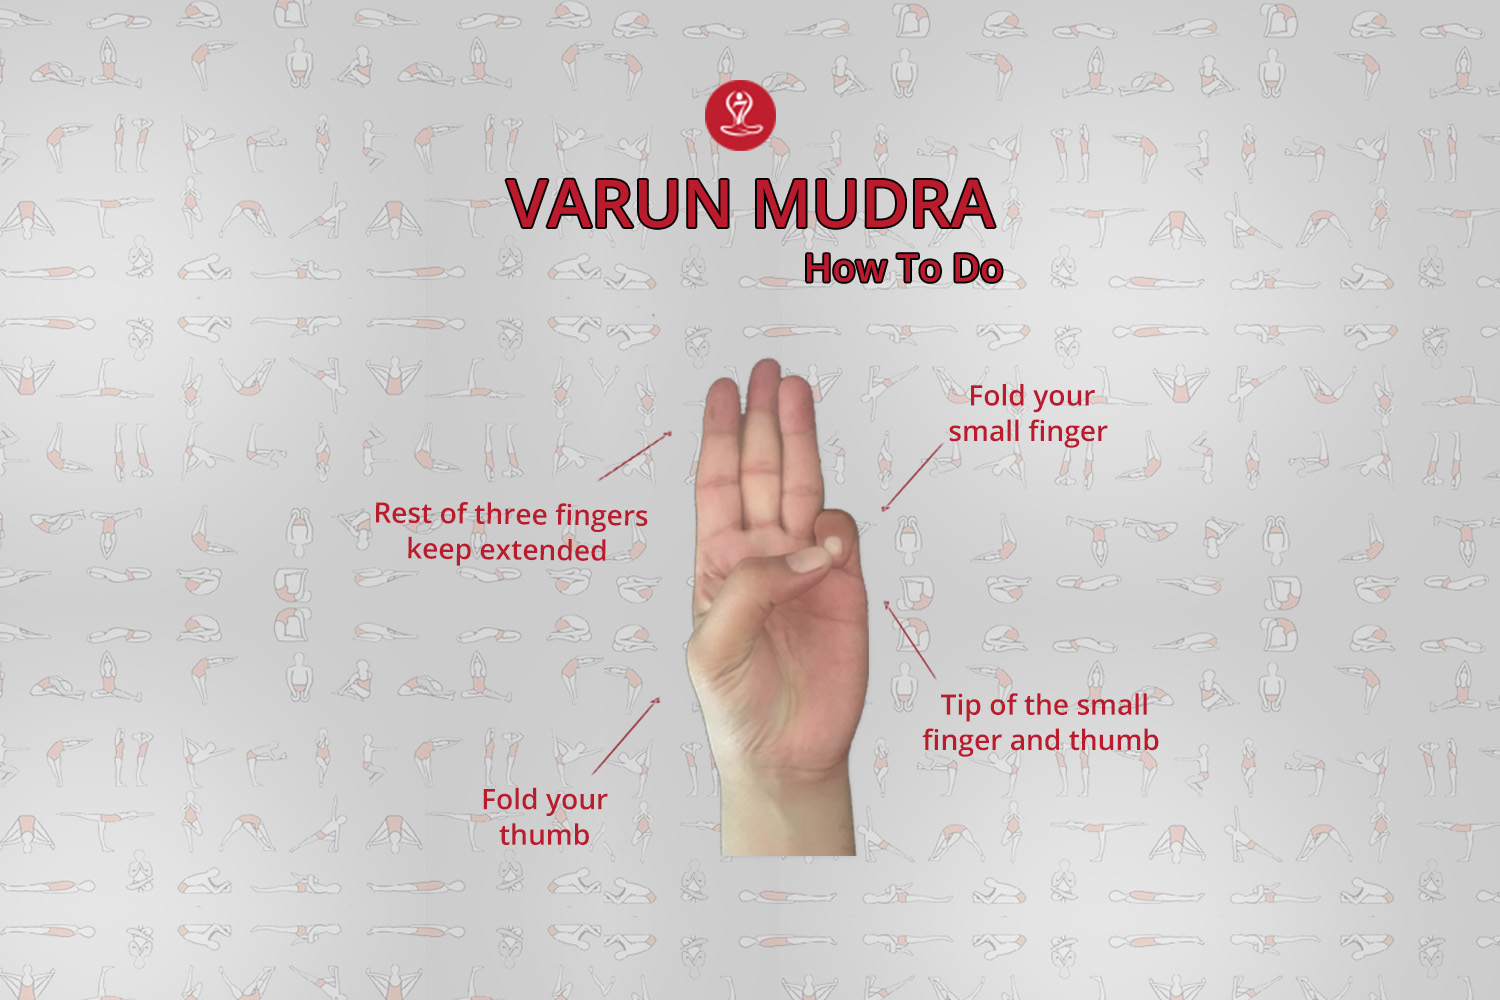 VARUN MUDRA
How To Do
Fold your
small finger
Rest of three fingers
keep extended
Tip of the small
finger and thumb
Fold your
thumb